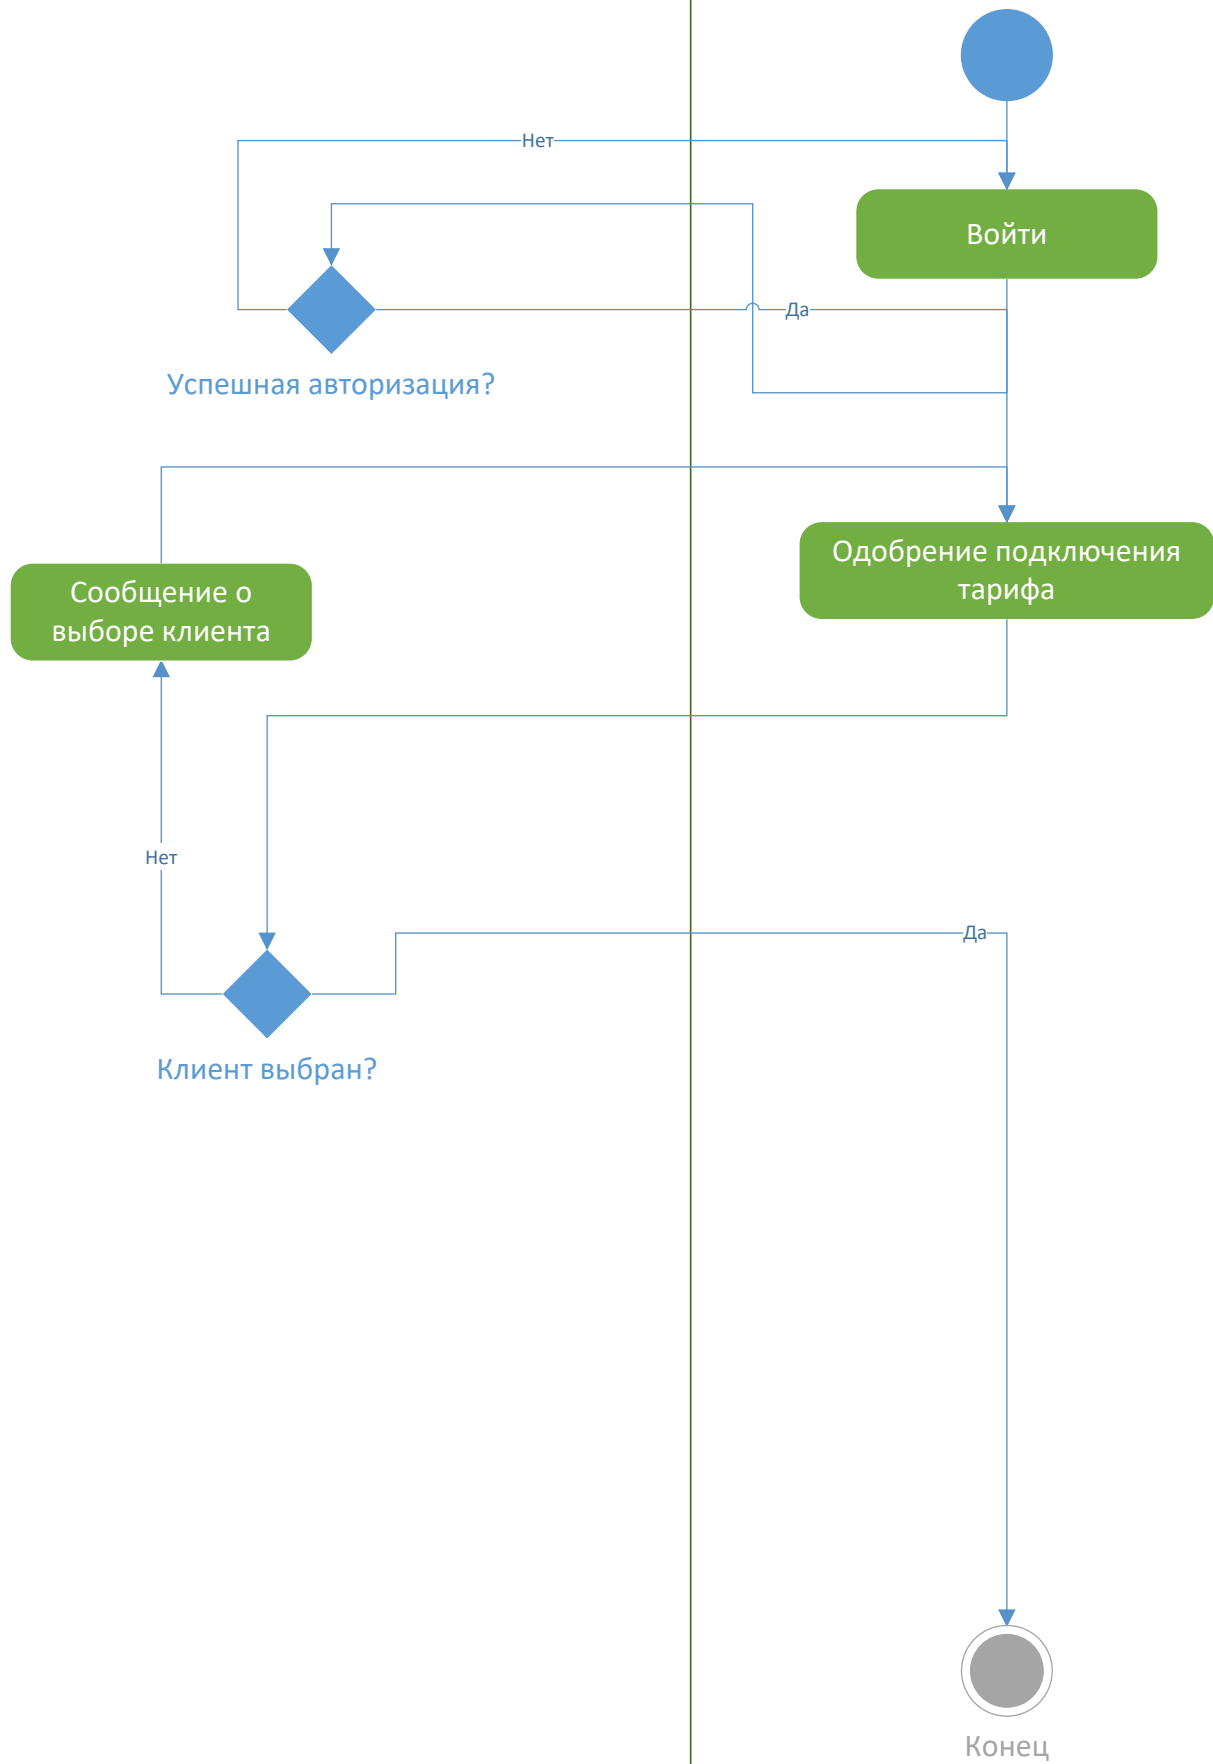 Нет
Войти
Да
Успешная авторизация?
Одобрение подключения
тарифа
Сообщение о
выборе клиента
Нет
Да
Клиент выбран?
Конец